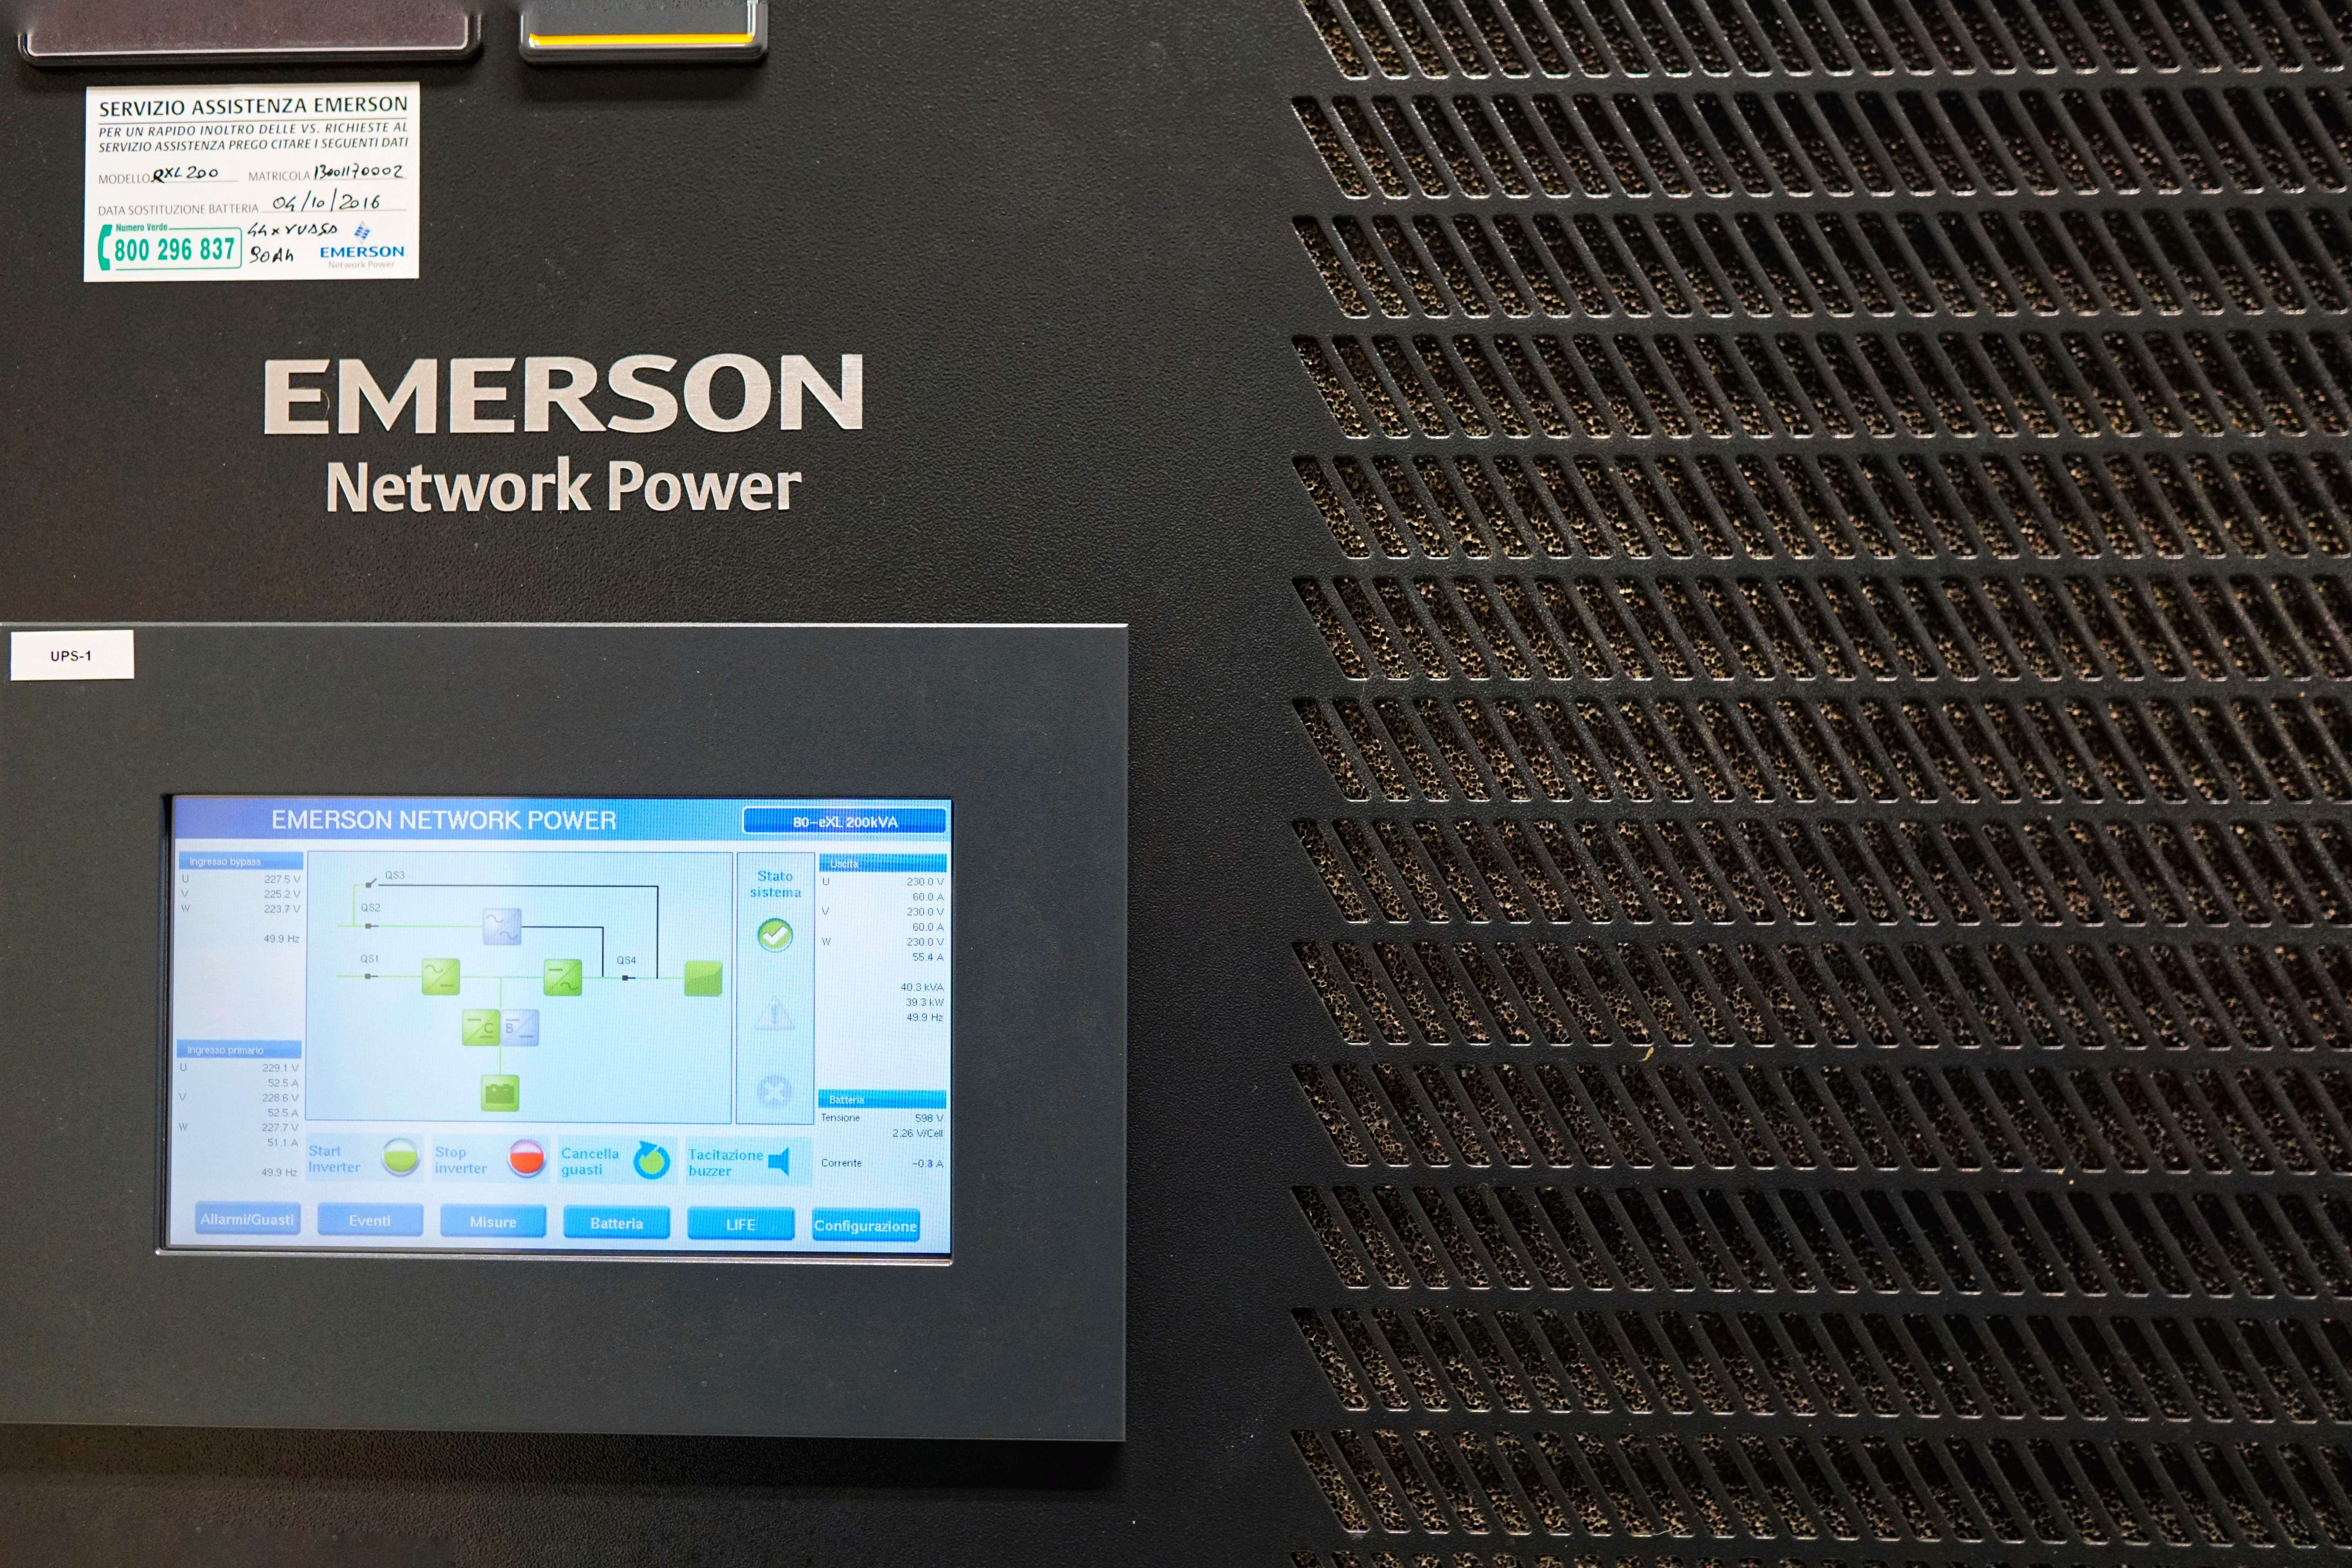 SERVIZIO ASSISTENZA EMERSON
PER UN RAPIDO INOLTRO DELLE VS. RICHIESTE AL
SERVIZIO ASSISTENZA PREGO CITARE I SEGUENTI DATI
MODELLO RXL 200 MATRICOLA 13001170002
DATA SOSTITUZIONE BATTERIA 04/10/2016
Numero Verde
800 296 837
44x
90Ah
EMERSON
Network Power
EMERSON
Network Power
UPS-1
EMERSON NETWORK POWER
80-eXL 200kVA
Ingresso bypass
U 227.5 V
V 225.2 V
W 223.7 V
49.9 Hz
Ingresso primario
U 229.1 V
52.5 A
V 228.6 V
52.5 A
W 227.7 V
51.1 A
49.9 Hz
QS3
QS2
QS1
QS4
C
B
Stato
sistema
Uscita
U 230.0 V
60.0 A
V 230.0 V
60.0 A
W 230.0 V
55.4 A
40.3 kVA
39.3 kW
49.9 Hz
Batteria
Tensione 598 V
2.26 V/Cell
Corrente -0.3 A
Start
Inverter
Stop
inverter
Cancella
guasti
Tacitazione
buzzer
Allarmi/Guasti
Eventi
Misure
Batteria
LIFE
Configurazione